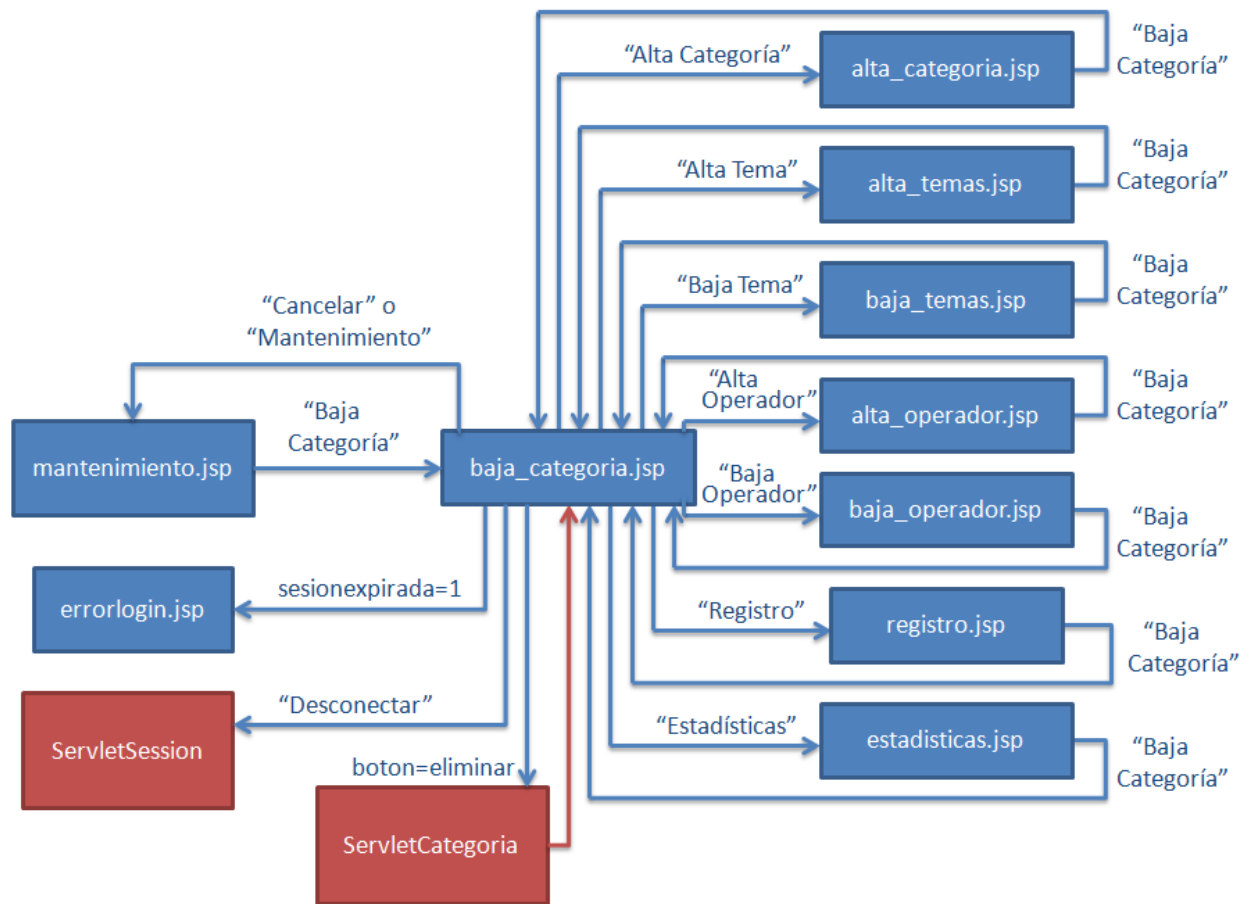 “Baja
Categoría”
“Alta Categoría”
alta_categoria.jsp
“Baja
Categoría”
“Alta Tema”
alta_temas.jsp
“Baja
Categoría”
“Baja Tema”
baja_temas.jsp
“Cancelar” o
“Mantenimiento”
“Baja
Categoría”
“Alta
Operador”
alta_operador.jsp
“Baja
Categoría”
mantenimiento.jsp
baja_categoria.jsp
“Baja
Operador”
baja_operador.jsp
“Baja
Categoría”
errorlogin.jsp
sesionexpirada=1
“Registro”
registro.jsp
“Baja
Categoría”
ServletSession
“Desconectar”
“Estadísticas”
estadisticas.jsp
“Baja
Categoría”
boton=eliminar
ServletCategoria